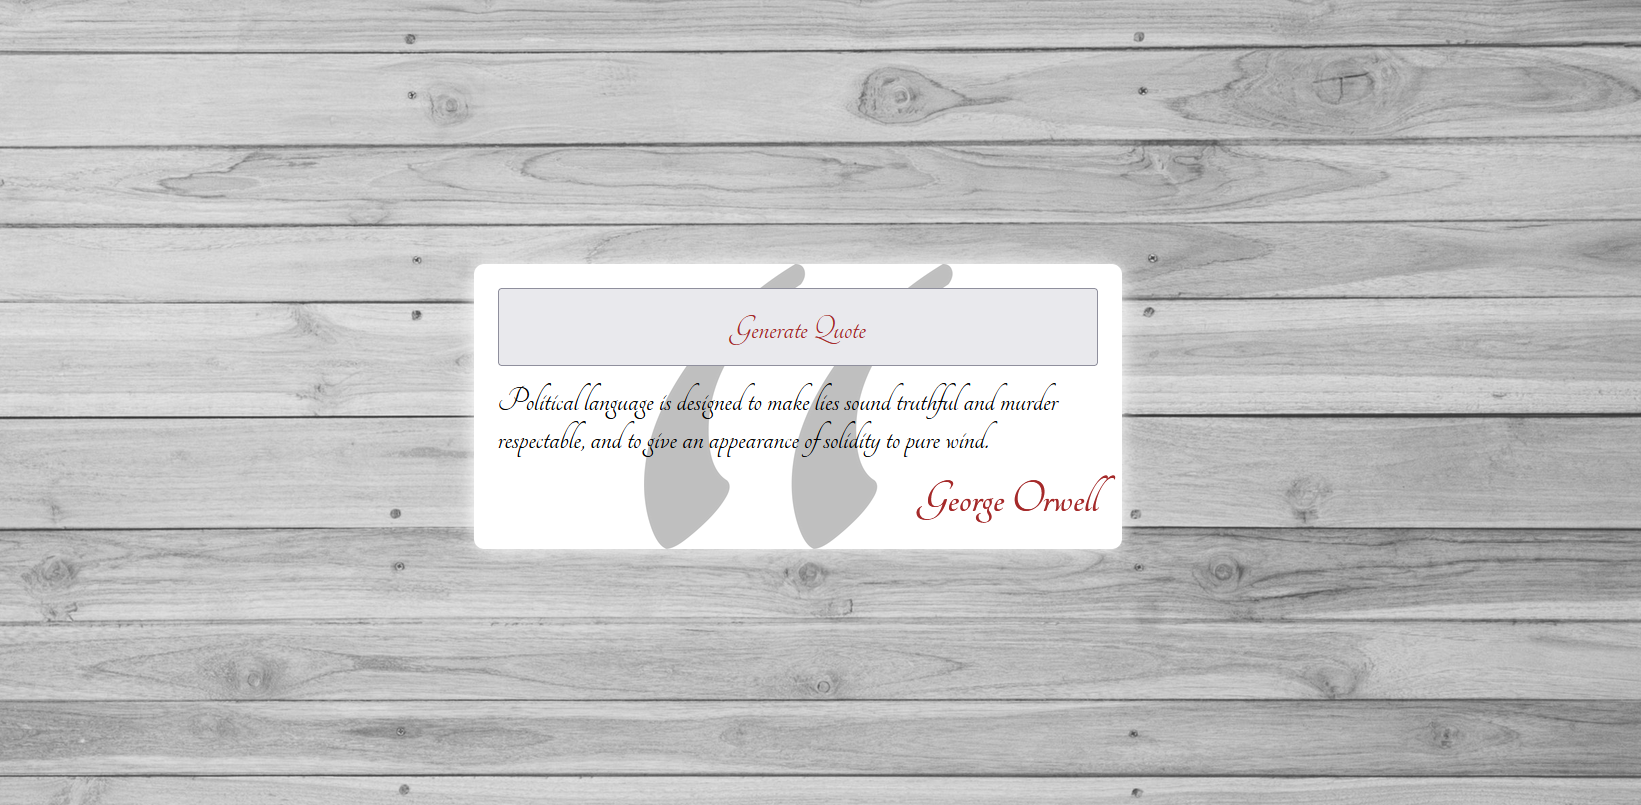 Generate Quote
Political language is designed to make lies sound truthful and murder
respectable, and to give an appearance of solidity to pure wind.
George Orwell